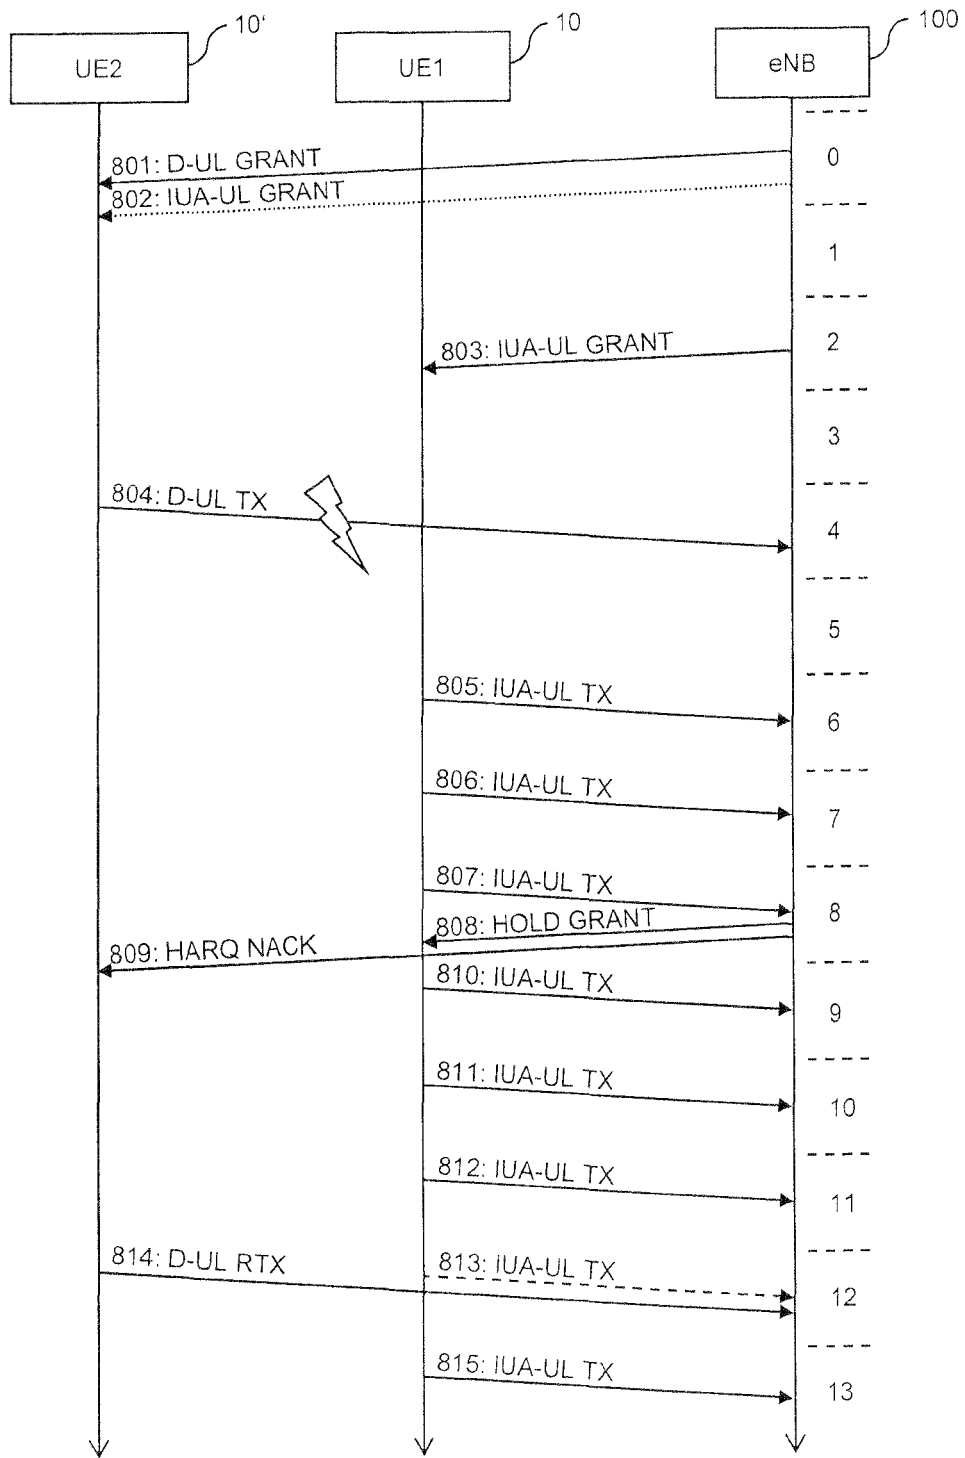 10'
10
100
UE2
UE1
eNB
0
801: D-UL GRANT
802: IUA-UL GRANT
1
803: IUA-UL GRANT
2
3
804: D-UL TX
4
5
805: IUA-UL TX
6
806: IUA-UL TX
7
807: IUA-UL TX
8
808: HOLD GRANT
809: HARQ NACK
810: IUA-UL TX
9
811: IUA-UL TX
10
812: IUA-UL TX
11
814: D-UL RTX
813: IUA-UL TX
12
815: IUA-UL TX
13